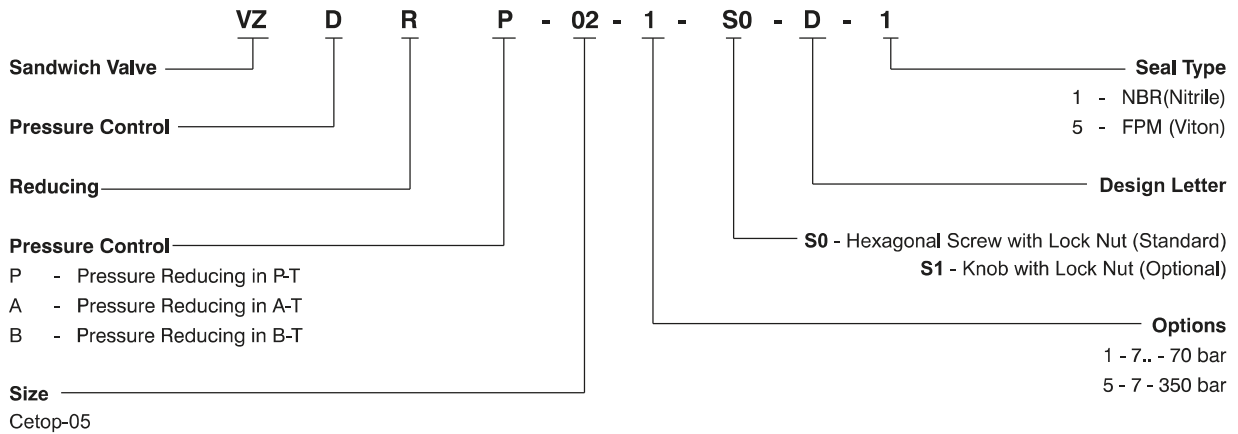 VZ D R P - 02 - 1 - S0 - D - 1
Sandwich Valve
Pressure Control
Reducing
Pressure Control
P - Pressure Reducing in P-T
A - Pressure Reducing in A-T
B - Pressure Reducing in B-T
Size
Cetop-05
Seal Type
1 - NBR(Nitrile)
5 - FPM (Viton)
Design Letter
S0 - Hexagonal Screw with Lock Nut (Standard)
S1 - Knob with Lock Nut (Optional)
Options
1 - 7.. - 70 bar
5 - 7 - 350 bar